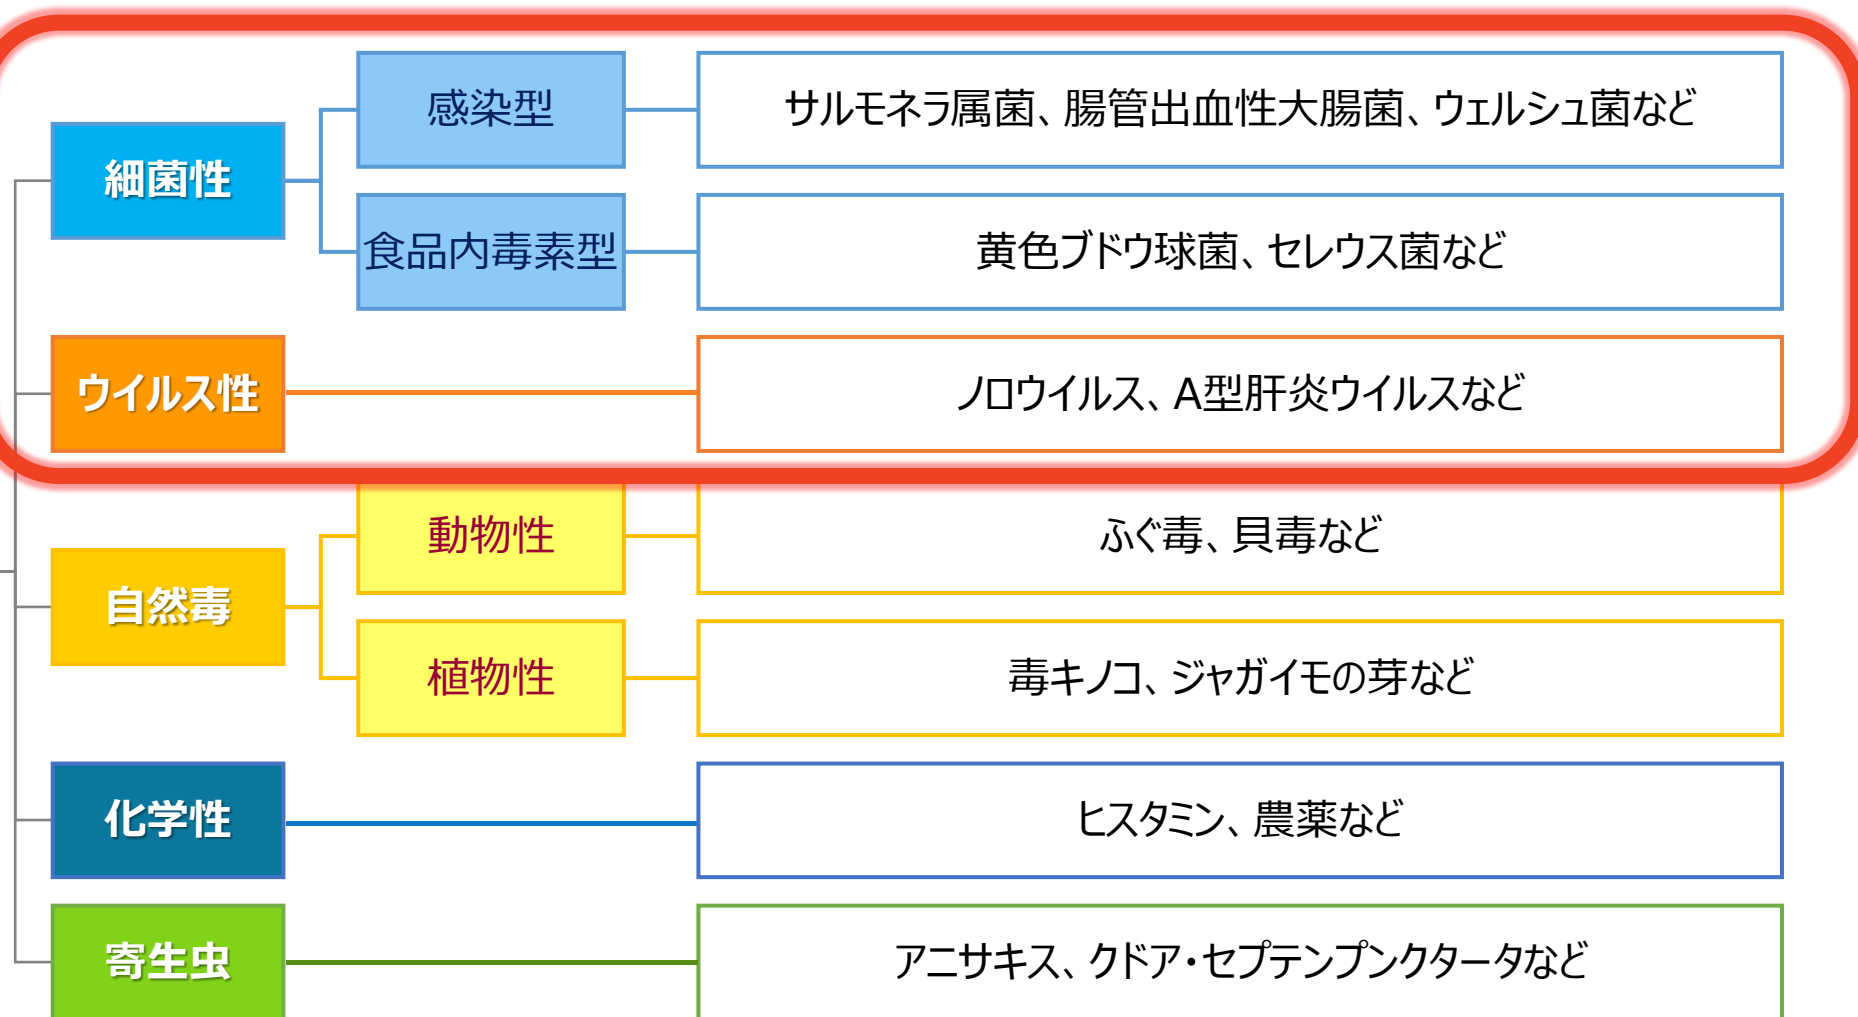 細菌性
感染型
サルモネラ属菌、腸管出血性大腸菌、ウェルシュ菌など
食品内毒素型
黄色ブドウ球菌、セレウス菌など
ウイルス性
ノロウイルス、A型肝炎ウイルスなど
自然毒
動物性
ふぐ毒、貝毒など
植物性
毒キノコ、ジャガイモの芽など
化学性
ヒスタミン、農薬など
寄生虫
アニサキス、クドア・セプテンプンクタータなど